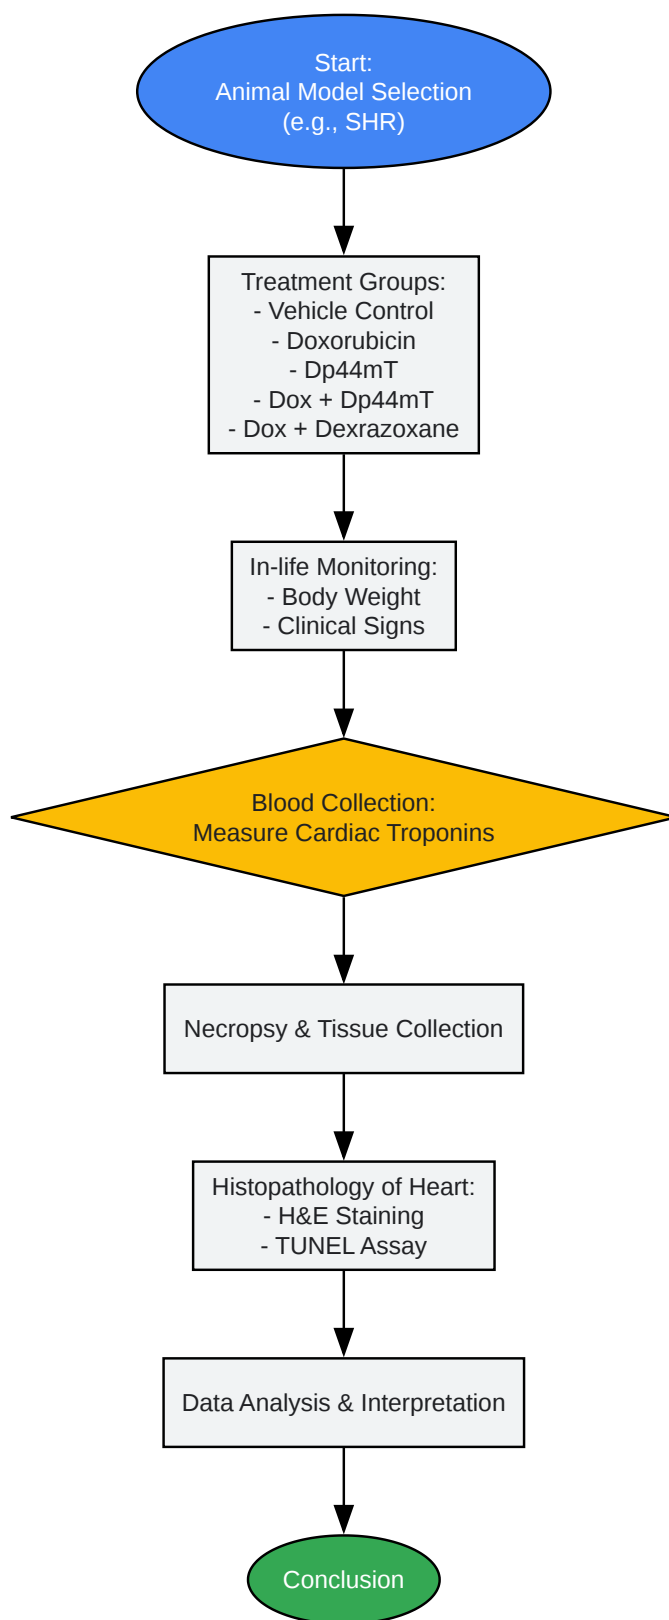 Start:
Animal Model Selection
(e.g., SHR)
Treatment Groups:
- Vehicle Control
- Doxorubicin
- Dp44mT
- Dox + Dp44mT
- Dox + Dexrazoxane
In-life Monitoring:
- Body Weight
- Clinical Signs
Blood Collection:
Measure Cardiac Troponins
Necropsy & Tissue Collection
Histopathology of Heart:
- H&E Staining
- TUNEL Assay
Data Analysis & Interpretation
Conclusion